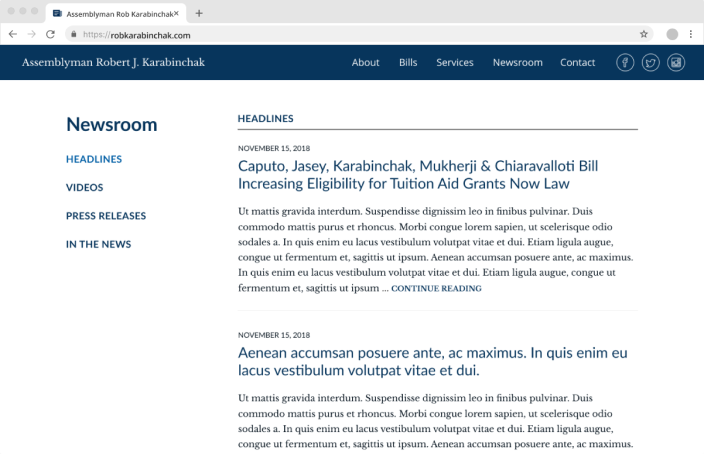 Assemblyman Rob Karabinchak
https://robkarabinchak.com
Assemblyman Robert J. Karabinchak
About Bills Services Newsroom Contact
Newsroom
HEADLINES
VIDEOS
PRESS RELEASES
IN THE NEWS
HEADLINES
NOVEMBER 15, 2018
Caputo, Jasey, Karabinchak, Mukherji & Chiaravalloti Bill
Increasing Eligibility for Tuition Aid Grants Now Law
Ut mattis gravida interdum. Suspendisse dignissim leo in finibus pulvinar. Duis
commodo mattis purus et rhoncus. Morbi congue lorem sapien, ut scelerisque odio
sodales a. In quis enim eu lacus vestibulum volutpat vitae et dui. Etiam ligula augue,
congue ut fermentum et, sagittis ut ipsum. Aenean accumsan posuere ante, ac maximus.
In quis enim eu lacus vestibulum volutpat vitae et dui. Etiam ligula augue, congue ut
fermentum et, sagittis ut ipsum ... CONTINUE READING
NOVEMBER 15, 2018
Aenean accumsan posuere ante, ac maximus. In quis enim eu
lacus vestibulum volutpat vitae et dui.
Ut mattis gravida interdum. Suspendisse dignissim leo in finibus pulvinar. Duis
commodo mattis purus et rhoncus. Morbi congue lorem sapien, ut scelerisque odio
sodales a. In quis enim eu lacus vestibulum volutpat vitae et dui. Etiam ligula augue,
congue ut fermentum et, sagittis ut ipsum. Aenean accumsan posuere ante, ac maximus.